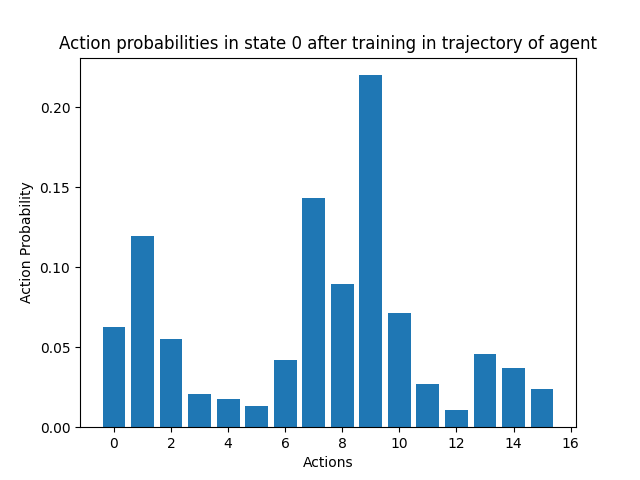 Action probabilities in state 0 after training in trajectory of agent
0.20
0.15
0.10
0.05
0.00
Action Probability
0 2 4 6 8 10 12 14 16
Actions